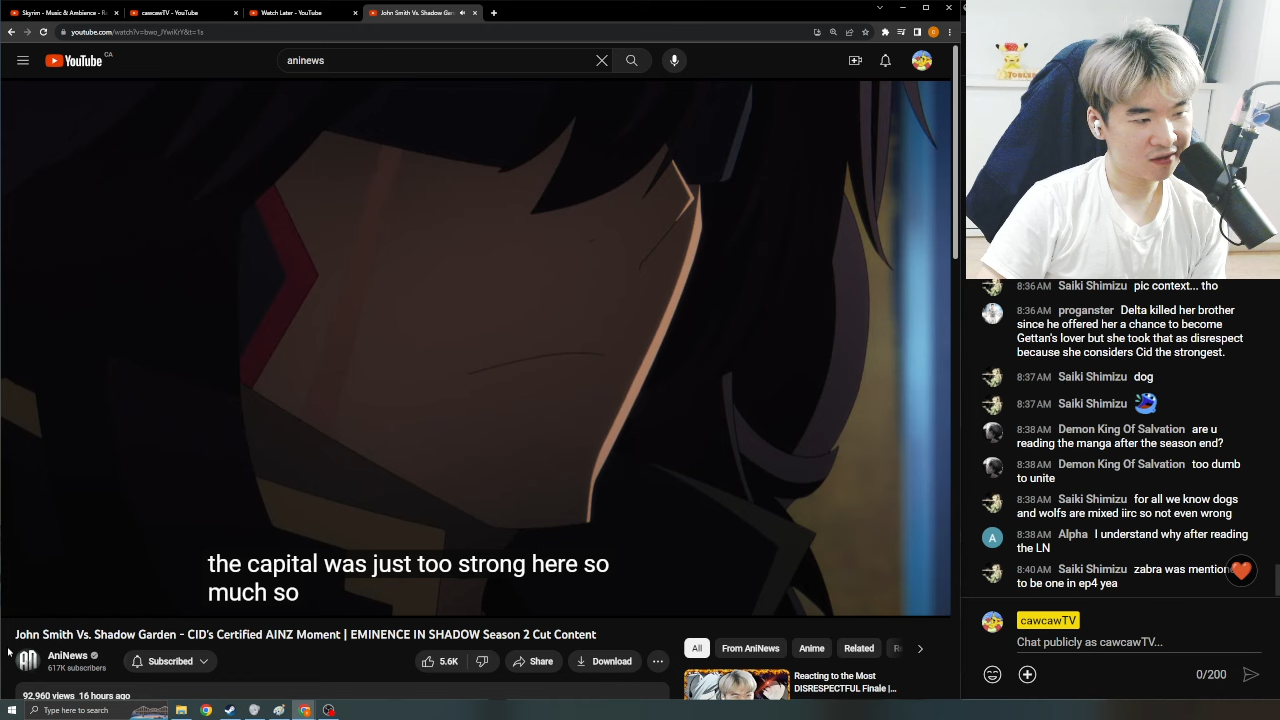 Skyrim - Music & Ambience - R
cawcawTV - YouTube
Watch Later - YouTube
John Smith Vs. Shadow Gar
youtube.com/watch?v=bwo_JYwiKrY&t=1s
YouTube CA
aninews
the capital was just too strong here so
much so
John Smith Vs. Shadow Garden - CID's Certified AINZ Moment | EMINENCE IN SHADOW Season 2 Cut Content
AniNews
617K subscribers
Subscribed
5.6K
Share
Download
92,960 views 16 hours ago
All
From AniNews
Anime
Related
Reacting to the Most
DISRESPECTFUL Finale |...
8:36 AM Saiki Shimizu pic context... tho
8:36 AM proganster Delta killed her brother
since he offered her a chance to become
Gettan's lover but she took that as disrespect
because she considers Cid the strongest.
8:37 AM Saiki Shimizu dog
8:37 AM Saiki Shimizu
8:38 AM Demon King Of Salvation are u
reading the manga after the season end?
8:38 AM Demon King Of Salvation too dumb
to unite
8:38 AM Saiki Shimizu for all we know dogs
and wolfs are mixed iirc so not even wrong
A
8:38 AM Alpha I understand why after reading
the LN
8:40 AM Saiki Shimizu zabra was mention
to be one in ep4 yea
cawcawTV
Chat publicly as cawcawTV...
0/200
Type here to search